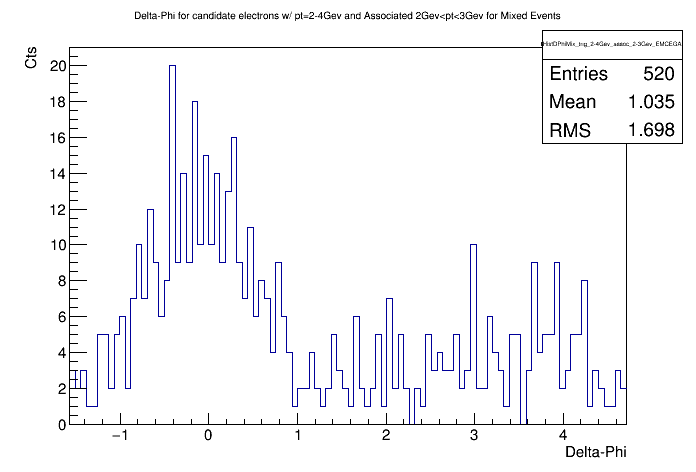 Delta-Phi for candidate electrons w/ pt=2-4Gev and Associated 2Gev<pt<3Gev for Mixed Events
HistDPhiMix_trig_2-4Gev_assoc_2-3Gev_EMCEGA
Entries 520
Mean 1.035
RMS 1.698
Cts
20
18
16
14
12
10
8
6
4
2
0
−1 0 1 2 3 4
Delta-Phi